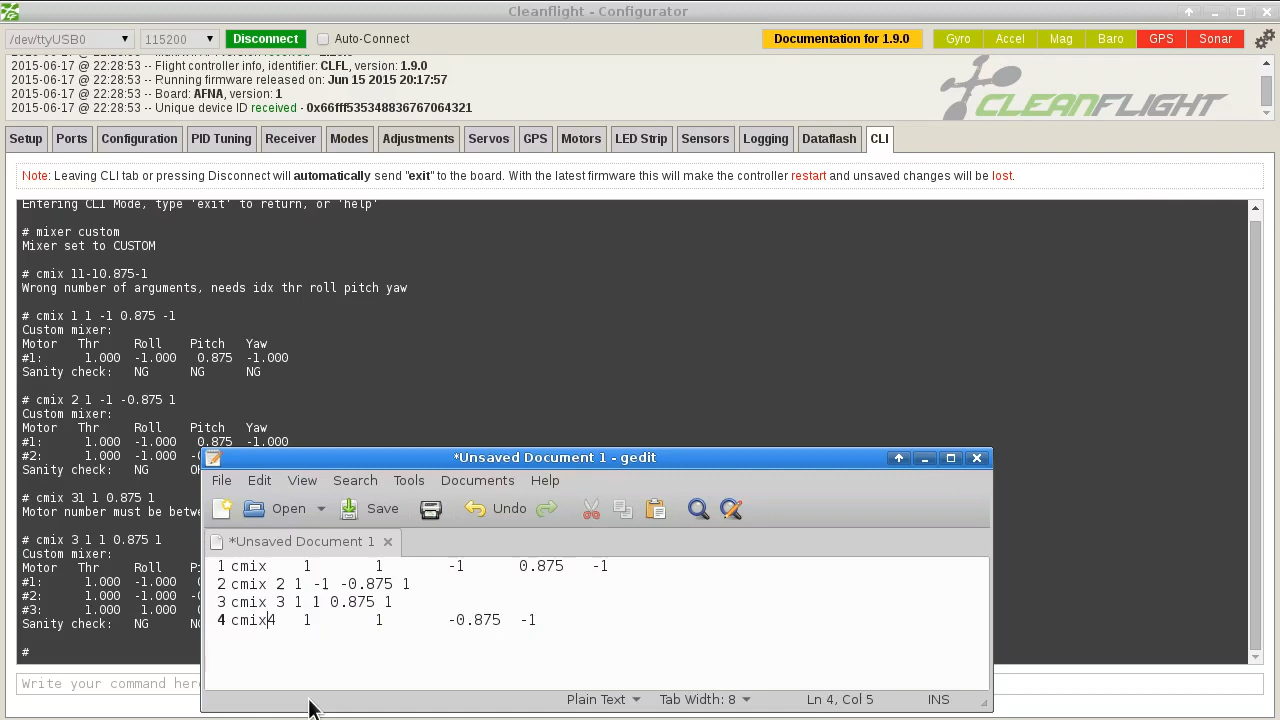 Cleanflight - Configurator
/dev/ttyUSB0 115200 Disconnect Auto-Connect Documentation for 1.9.0 Gyro Accel Mag Baro GPS Sonar
2015-06-17 @ 22:28:53 -- Flight controller info, identifier: CLFL, version: 1.9.0
2015-06-17 @ 22:28:53 -- Running firmware released on: Jun 15 2015 20:17:57
2015-06-17 @ 22:28:53 -- Board: AFNA, version: 1
2015-06-17 @ 22:28:53 -- Unique device ID received - 0x66fff535348836767064321
CLEANFLIGHT
Setup Ports Configuration PID Tuning Receiver Modes Adjustments Servos GPS Motors LED Strip Sensors Logging Dataflash CLI
Note: Leaving CLI tab or pressing Disconnect will automatically send "exit" to the board. With the latest firmware this will make the controller restart and unsaved changes will be lost.
Entering CLI Mode, type 'exit' to return, or 'help'
# mixer custom
Mixer set to CUSTOM
# cmix 11-10.875-1
Wrong number of arguments, needs idx thr roll pitch yaw
# cmix 1 1 -1 0.875 -1
Custom mixer:
Motor Thr Roll Pitch Yaw
#1: 1.000 -1.000 0.875 -1.000
Sanity check: NG NG NG
# cmix 2 1 -1 -0.875 1
Custom mixer:
Motor Thr Roll Pitch Yaw
#1: 1.000 -1.000 0.875 -1.000
#2: 1.000 -1.000
Sanity check: NG
# cmix 31 1 0.875 1
Motor number must be
# cmix 3 1 1 0.875 1
Custom mixer:
Motor Thr Roll
#1: 1.000
#2: 1.000
#3: 1.000
Sanity check:
#
Write your command here
*Unsaved Document 1 - gedit
File Edit View Search Tools Documents Help
Open Save Undo
*Unsaved Document 1
1 cmix 1 1 -1 0.875 -1
2 cmix 2 1 -1 -0.875 1
3 cmix 3 1 1 0.875 1
4 cmix4 1 1 -0.875 -1
Plain Text Tab Width: 8 Ln 4, Col 5 INS